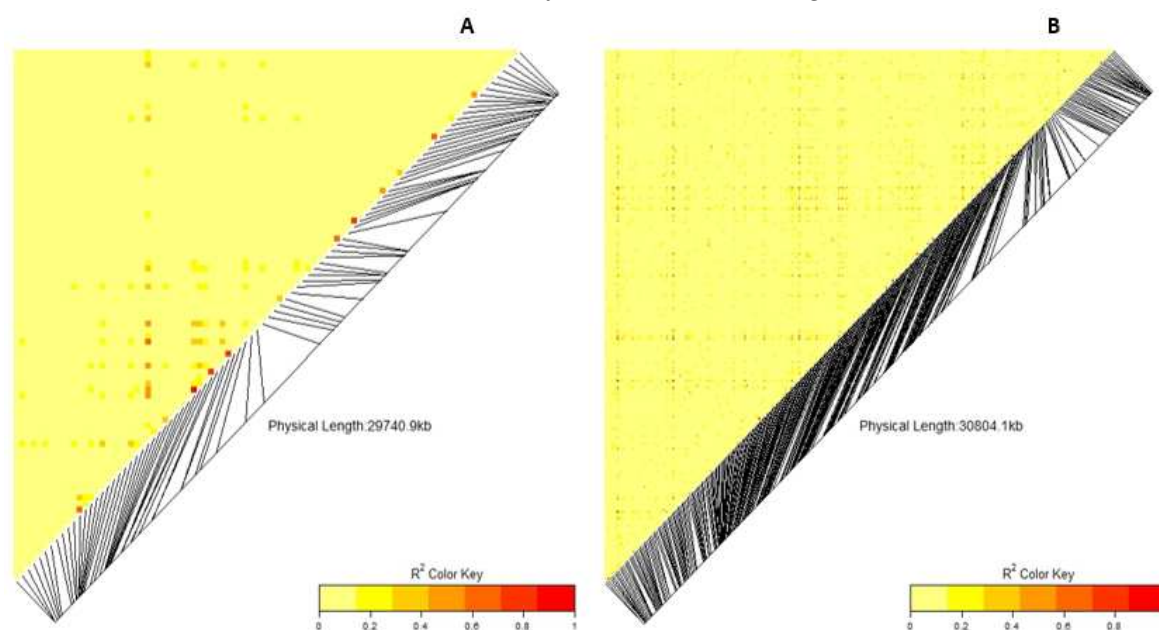 A
B
Physical Length:29740.9kb
Physical Length:30804.1kb
R² Color Key
0 0.2 0.4 0.6 0.8 1
R² Color Key
0 0.2 0.4 0.6 0.8